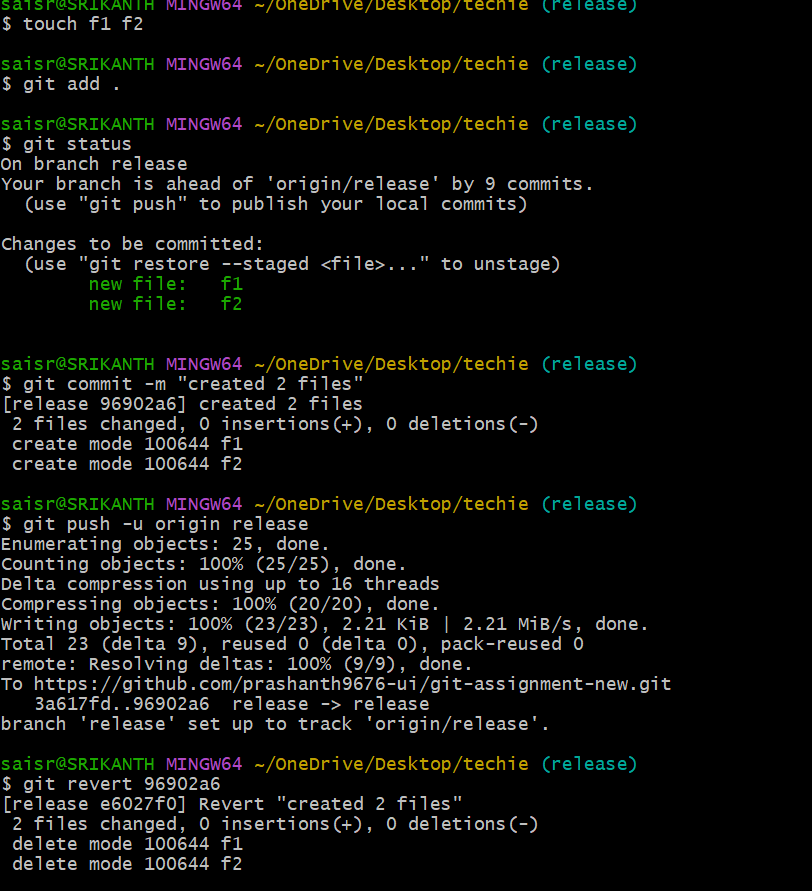 saisr@SRIKANTH MINGW64 ~/OneDrive/Desktop/techie (release)
$ touch f1 f2
saisr@SRIKANTH MINGW64 ~/OneDrive/Desktop/techie (release)
$ git add .
saisr@SRIKANTH MINGW64 ~/OneDrive/Desktop/techie (release)
$ git status
On branch release
Your branch is ahead of 'origin/release' by 9 commits.
  (use "git push" to publish your local commits)
Changes to be committed:
  (use "git restore --staged <file>..." to unstage)
        new file:   f1
        new file:   f2
saisr@SRIKANTH MINGW64 ~/OneDrive/Desktop/techie (release)
$ git commit -m "created 2 files"
[release 96902a6] created 2 files
 2 files changed, 0 insertions(+), 0 deletions(-)
 create mode 100644 f1
 create mode 100644 f2
saisr@SRIKANTH MINGW64 ~/OneDrive/Desktop/techie (release)
$ git push -u origin release
Enumerating objects: 25, done.
Counting objects: 100% (25/25), done.
Delta compression using up to 16 threads
Compressing objects: 100% (20/20), done.
Writing objects: 100% (23/23), 2.21 KiB | 2.21 MiB/s, done.
Total 23 (delta 9), reused 0 (delta 0), pack-reused 0
remote: Resolving deltas: 100% (9/9), done.
To https://github.com/prashanth9676-ui/git-assignment-new.git
   3a617fd..96902a6  release -> release
branch 'release' set up to track 'origin/release'.
saisr@SRIKANTH MINGW64 ~/OneDrive/Desktop/techie (release)
$ git revert 96902a6
[release e6027f0] Revert "created 2 files"
 2 files changed, 0 insertions(+), 0 deletions(-)
 delete mode 100644 f1
 delete mode 100644 f2